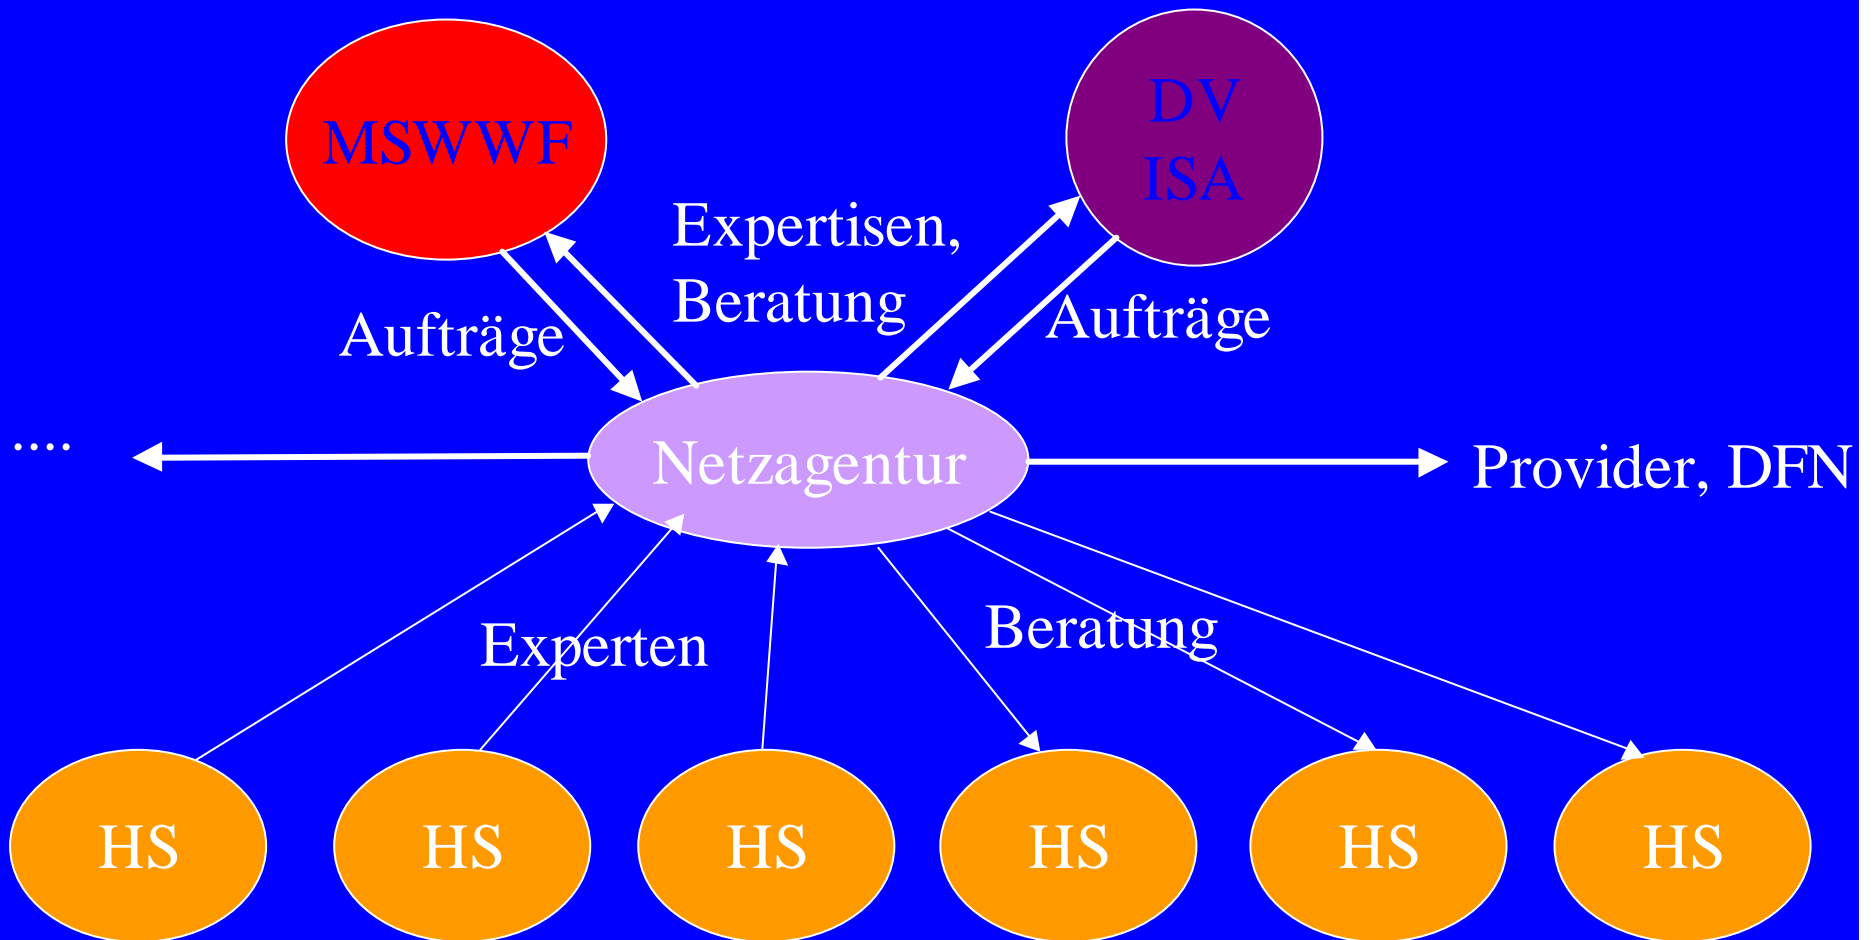 MSWWF
DV
ISA
Expertisen,
Beratung
Aufträge
Aufträge
....
Netzagentur
Provider, DFN
Experten
Beratung
HS
HS
HS
HS
HS
HS